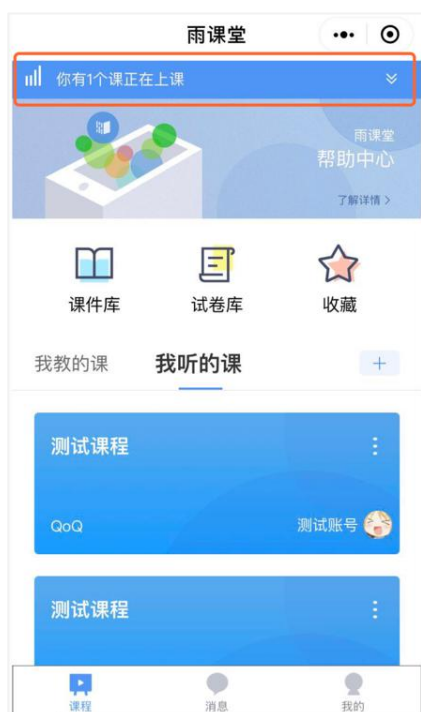 雨课堂
你有1个课正在上课
雨课堂
帮助中心
了解详情 >
课件库 试卷库 收藏
我教的课 我听的课 +
测试课程
QoQ 测试账号
测试课程
课程 消息 我的